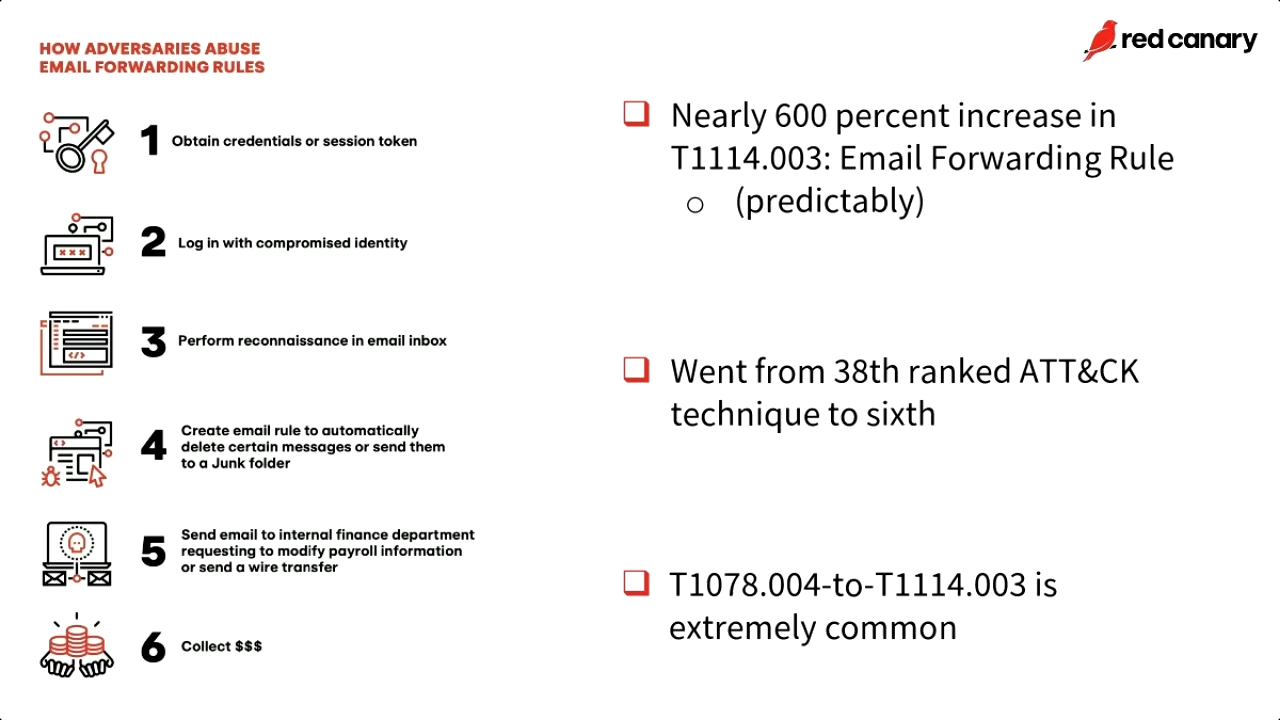 HOW ADVERSARIES ABUSE
EMAIL FORWARDING RULES
1 Obtain credentials or session token
2 Log in with compromised identity
3 Perform reconnaissance in email inbox
4 Create email rule to automatically
delete certain messages or send them
to a Junk folder
5 Send email to internal finance department
requesting to modify payroll information
or send a wire transfer
6 Collect $$$
red canary
Nearly 600 percent increase in
T1114.003: Email Forwarding Rule
(predictably)
Went from 38th ranked ATT&CK
technique to sixth
T1078.004-to-T1114.003 is
extremely common